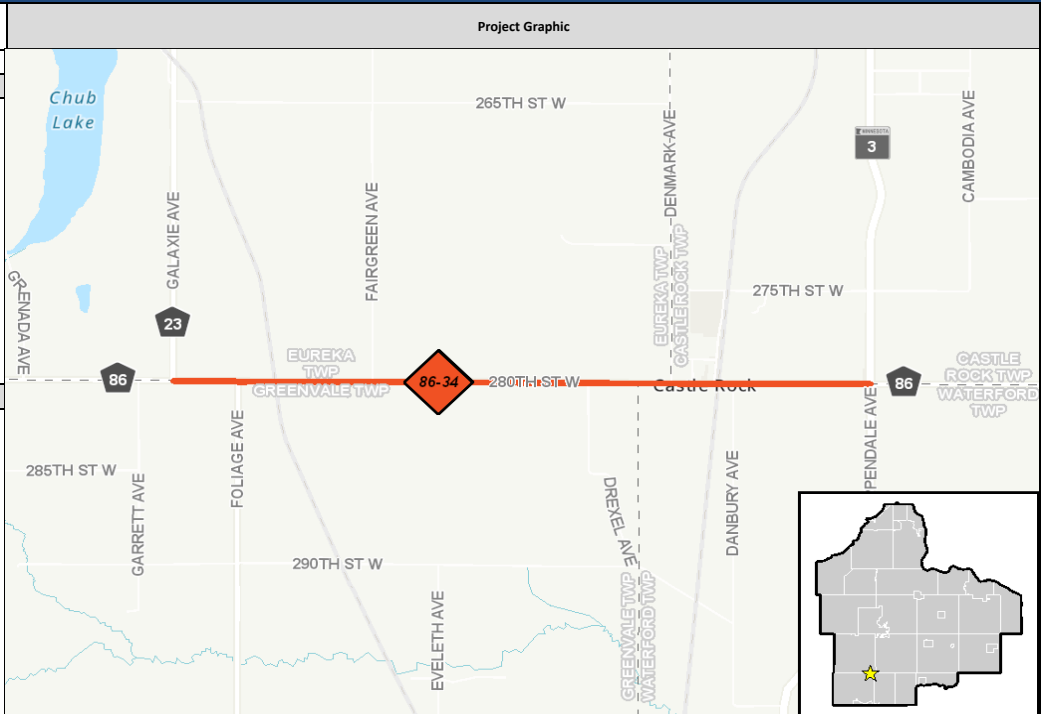 Project Graphic
Chub
Lake
265TH ST W
DENMARK AVE
CAMBODIA AVE
MINNESOTA
3
GALAXIE AVE
FAIRGREEN AVE
EUREKA TWP
CASTLE ROCK TWP
GRENADA AVE
275TH ST W
23
86
EUREKA
TWP
GREENVALE TWP
86-34
280TH ST W
Castle Rock
86
CASTLE
ROCK TWP
WATERFORD
TWP
PENDALE AVE
FOLIAGE AVE
285TH ST W
GARRETT AVE
DREXEL AVE
DANBURY AVE
290TH ST W
EVELETH AVE
GREENVALE TWP
WATERFORD TWP